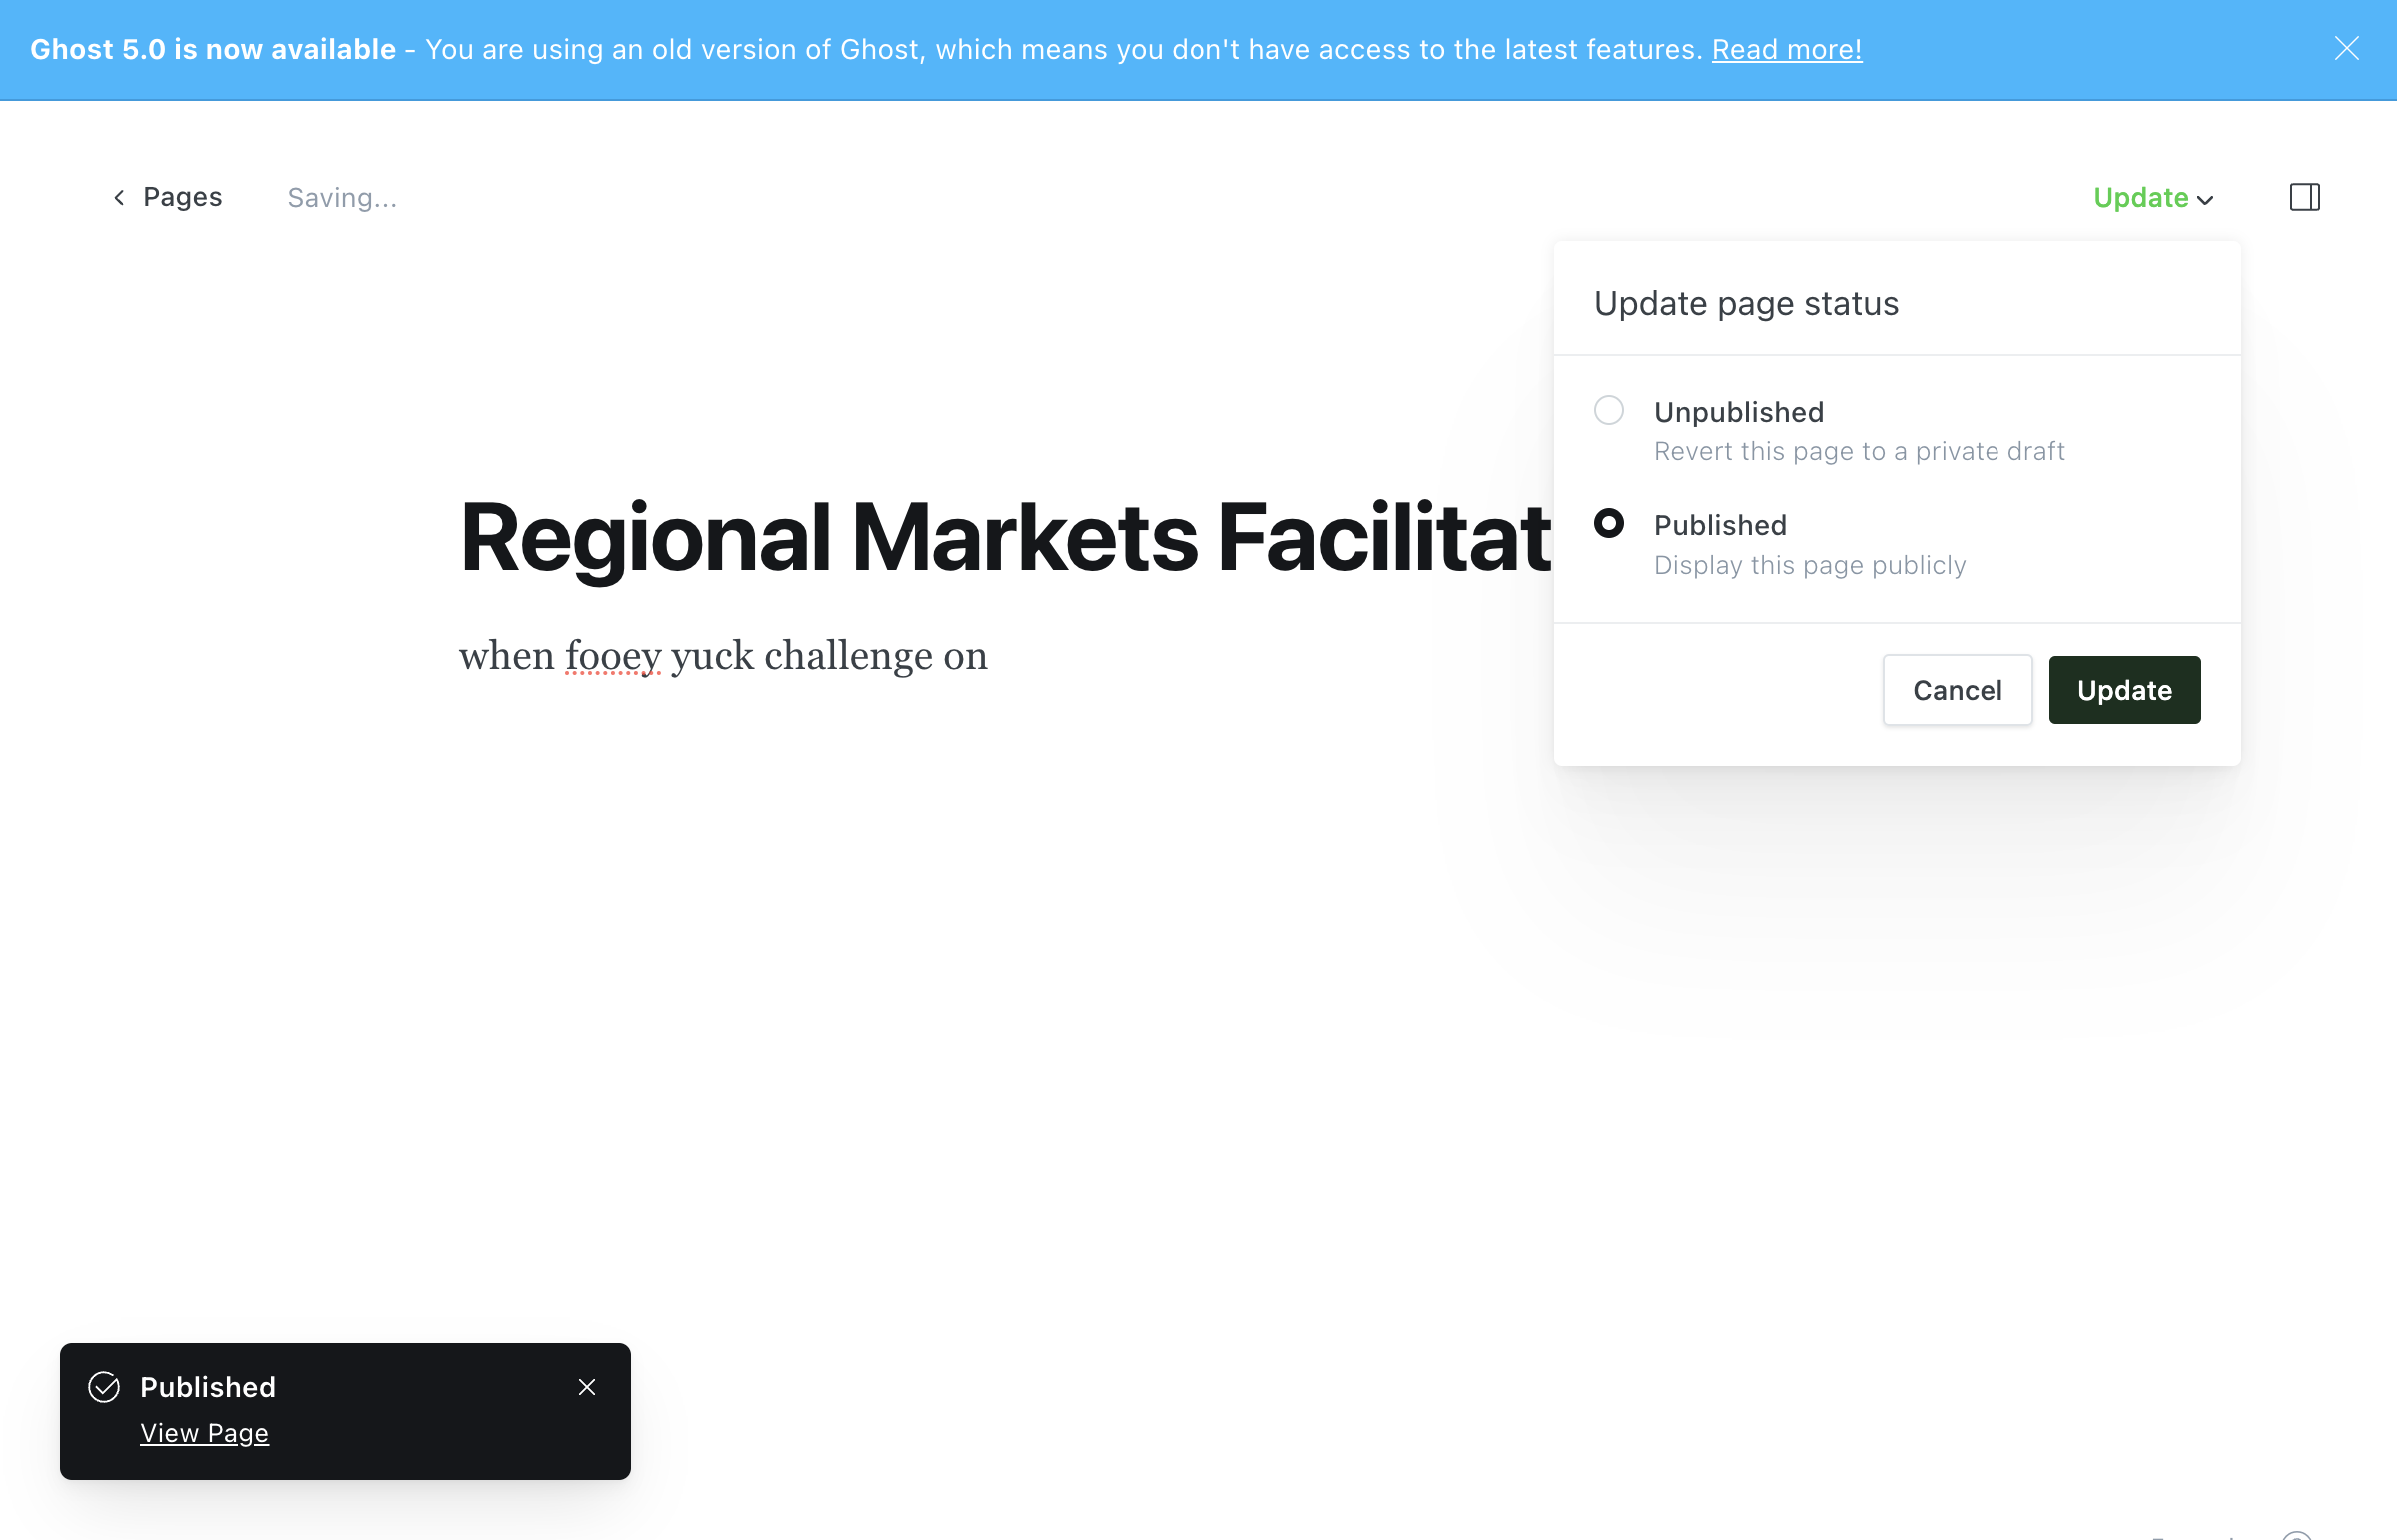 Ghost 5.0 is now available - You are using an old version of Ghost, which means you don't have access to the latest features. Read more!
Pages
Saving...
Update
Update page status
Unpublished
Revert this page to a private draft
Published
Display this page publicly
Cancel
Update
Regional Markets Facilitat
when fooey yuck challenge on
Published
View Page